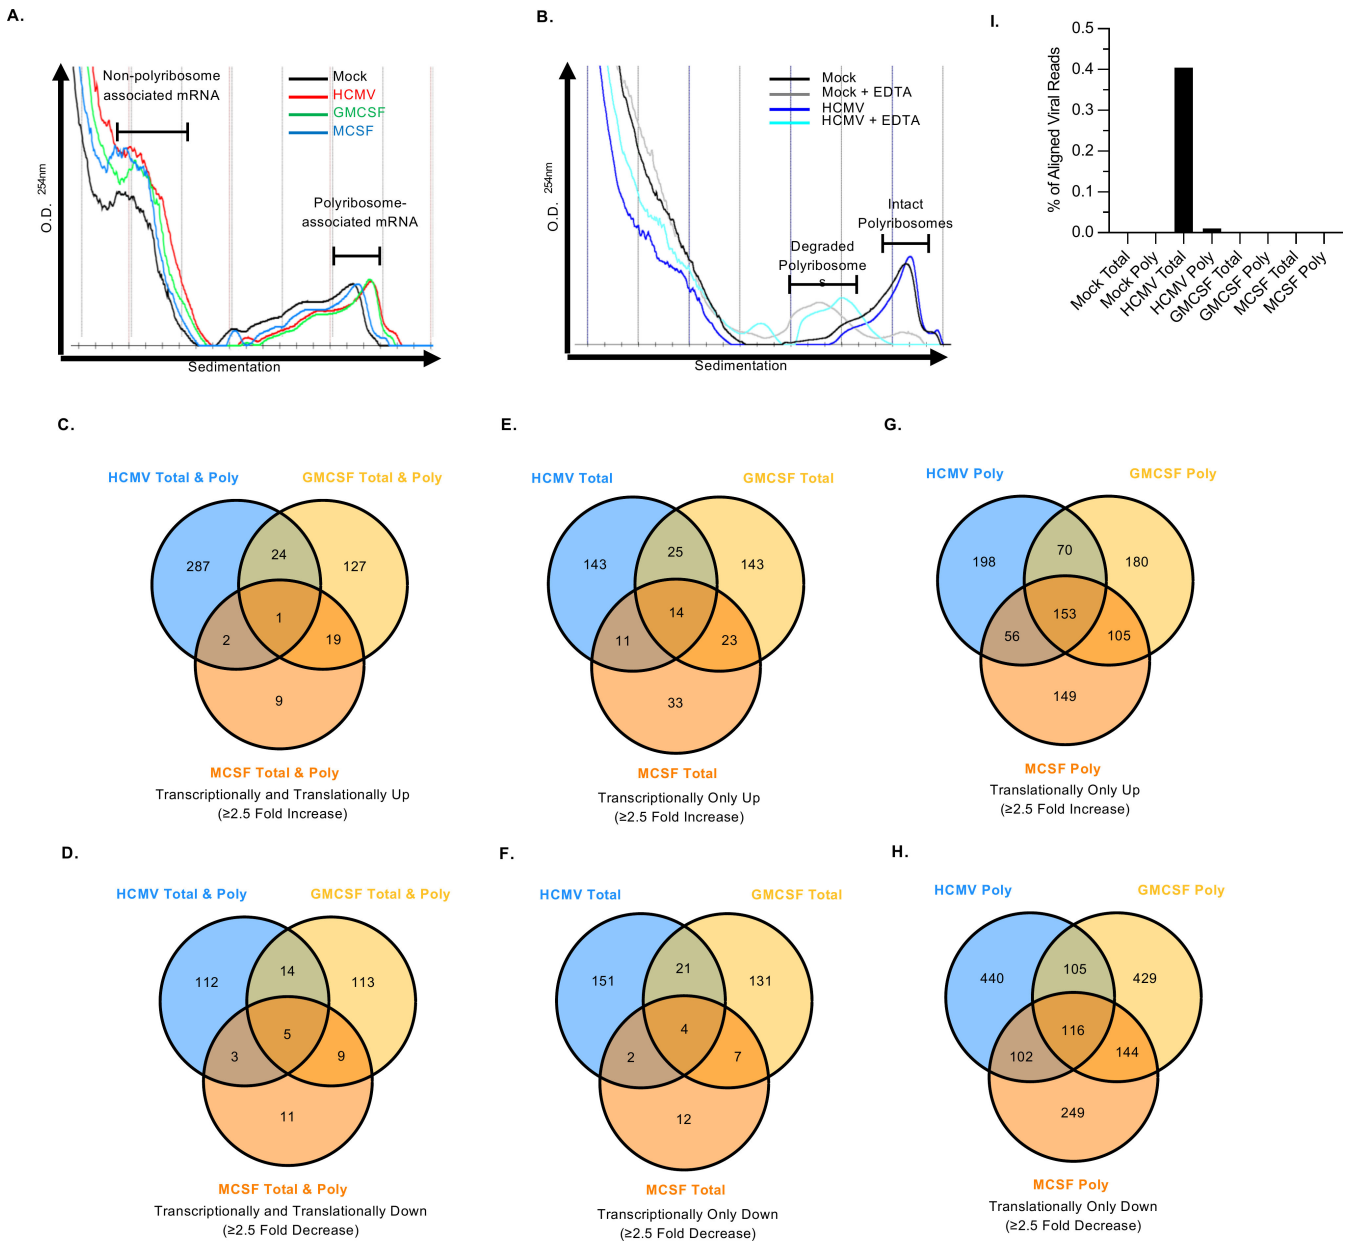 A.
Non-polyribosome
associated mRNA
Mock
HCMV
GMCSF
MCSF
Polyribosome-
associated mRNA
O.D. 254nm
Sedimentation
B.
Mock
Mock + EDTA
HCMV
HCMV + EDTA
Intact
Polyribosomes
Degraded
Polyribosome
s
O.D. 254nm
Sedimentation
I.
% of Aligned Viral Reads
0.5
0.4
0.3
0.2
0.1
0.0
Mock Total
Mock Poly
HCMV Total
HCMV Poly
GMCSF Total
GMCSF Poly
MCSF Total
MCSF Poly
C.
HCMV Total & Poly
GMCSF Total & Poly
287
24
127
1
2
19
9
MCSF Total & Poly
Transcriptionally and Translationally Up
(≥2.5 Fold Increase)
E.
HCMV Total
GMCSF Total
143
25
143
14
11
23
33
MCSF Total
Transcriptionally Only Up
(≥2.5 Fold Increase)
G.
HCMV Poly
GMCSF Poly
198
70
180
153
56
105
149
MCSF Poly
Translationally Only Up
(≥2.5 Fold Increase)
D.
HCMV Total & Poly
GMCSF Total & Poly
112
14
113
5
3
9
11
MCSF Total & Poly
Transcriptionally and Translationally Down
(≥2.5 Fold Decrease)
F.
HCMV Total
GMCSF Total
151
21
131
4
2
7
12
MCSF Total
Transcriptionally Only Down
(≥2.5 Fold Decrease)
H.
HCMV Poly
GMCSF Poly
440
105
429
116
102
144
249
MCSF Poly
Translationally Only Down
(≥2.5 Fold Decrease)